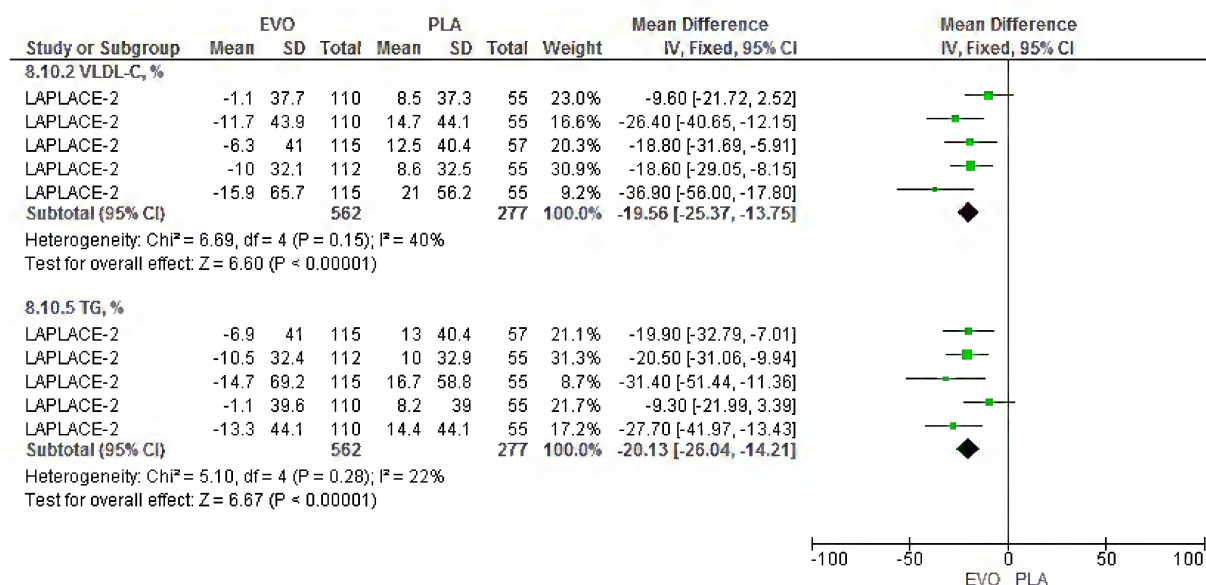 EVO PLA Mean Difference Mean Difference
Study or Subgroup Mean SD Total Mean SD Total Weight IV, Fixed, 95% CI IV, Fixed, 95% CI
8.10.2 VLDL-C, %
LAPLACE-2 -1.1 37.7 110 8.5 37.3 55 23.0% -9.60 [-21.72, 2.52]
LAPLACE-2 -11.7 43.9 110 14.7 44.1 55 16.6% -26.40 [-40.65, -12.15]
LAPLACE-2 -6.3 41 115 12.5 40.4 57 20.3% -18.80 [-31.69, -5.91]
LAPLACE-2 -10 32.1 112 8.6 32.5 55 30.9% -18.60 [-29.05, -8.15]
LAPLACE-2 -15.9 65.7 115 21 56.2 55 9.2% -36.90 [-56.00, -17.80]
Subtotal (95% CI) 562 277 100.0% -19.56 [-25.37, -13.75]
Heterogeneity: Chi² = 6.69, df = 4 (P = 0.15); I² = 40%
Test for overall effect: Z = 6.60 (P < 0.00001)
8.10.5 TG, %
LAPLACE-2 -6.9 41 115 13 40.4 57 21.1% -19.90 [-32.79, -7.01]
LAPLACE-2 -10.5 32.4 112 10 32.9 55 31.3% -20.50 [-31.06, -9.94]
LAPLACE-2 -14.7 69.2 115 16.7 58.8 55 8.7% -31.40 [-51.44, -11.36]
LAPLACE-2 -1.1 39.6 110 8.2 39 55 21.7% -9.30 [-21.99, 3.39]
LAPLACE-2 -13.3 44.1 110 14.4 44.1 55 17.2% -27.70 [-41.97, -13.43]
Subtotal (95% CI) 562 277 100.0% -20.13 [-26.04, -14.21]
Heterogeneity: Chi² = 5.10, df = 4 (P = 0.28); I² = 22%
Test for overall effect: Z = 6.67 (P < 0.00001)
-100 -50 0 50 100
EVO PLA